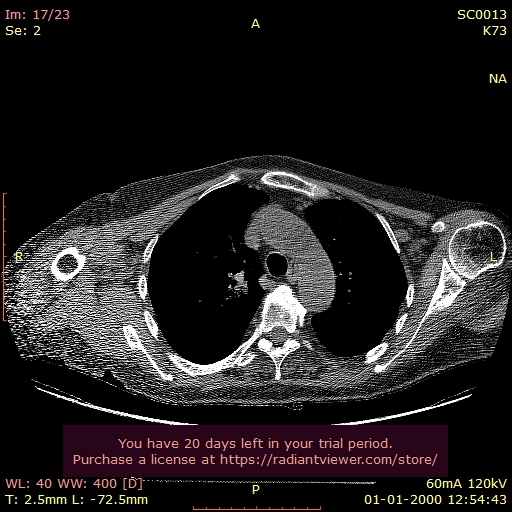 Im: 17/23
Se: 2
A
SC0013
K73
NA
R
L
You have 20 days left in your trial period.
Purchase a license at https://radiantviewer.com/store/
WL: 40 WW: 400 [D]
T: 2.5mm L: -72.5mm
P
60mA 120kV
01-01-2000 12:54:43